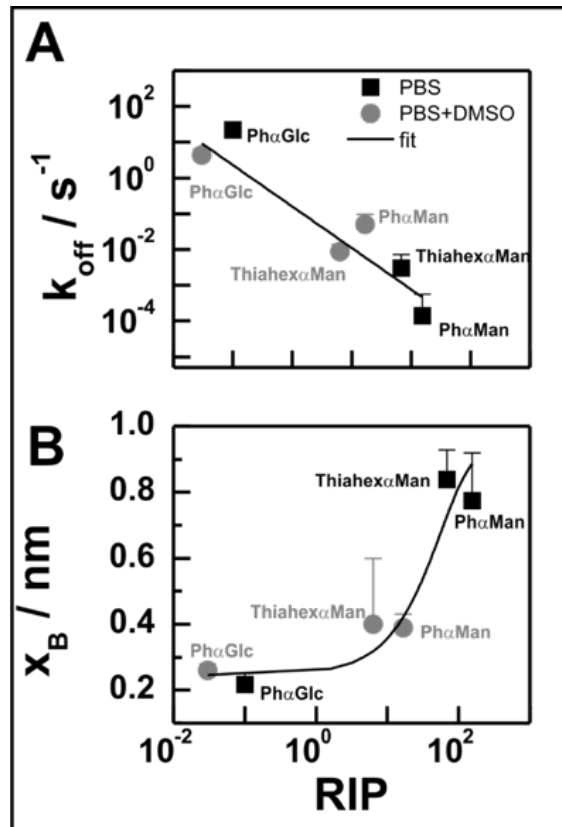 A
10²
10⁰
10⁻²
10⁻⁴
k_off / s⁻¹
PBS
PBS+DMSO
fit
PhαGlc
PhαGlc
PhαMan
ThiahexαMan
ThiahexαMan
PhαMan
B
1.0
0.8
0.6
0.4
0.2
x_B / nm
ThiahexαMan
PhαMan
ThiahexαMan
PhαMan
PhαGlc
PhαGlc
10⁻² 10⁰ 10²
RIP